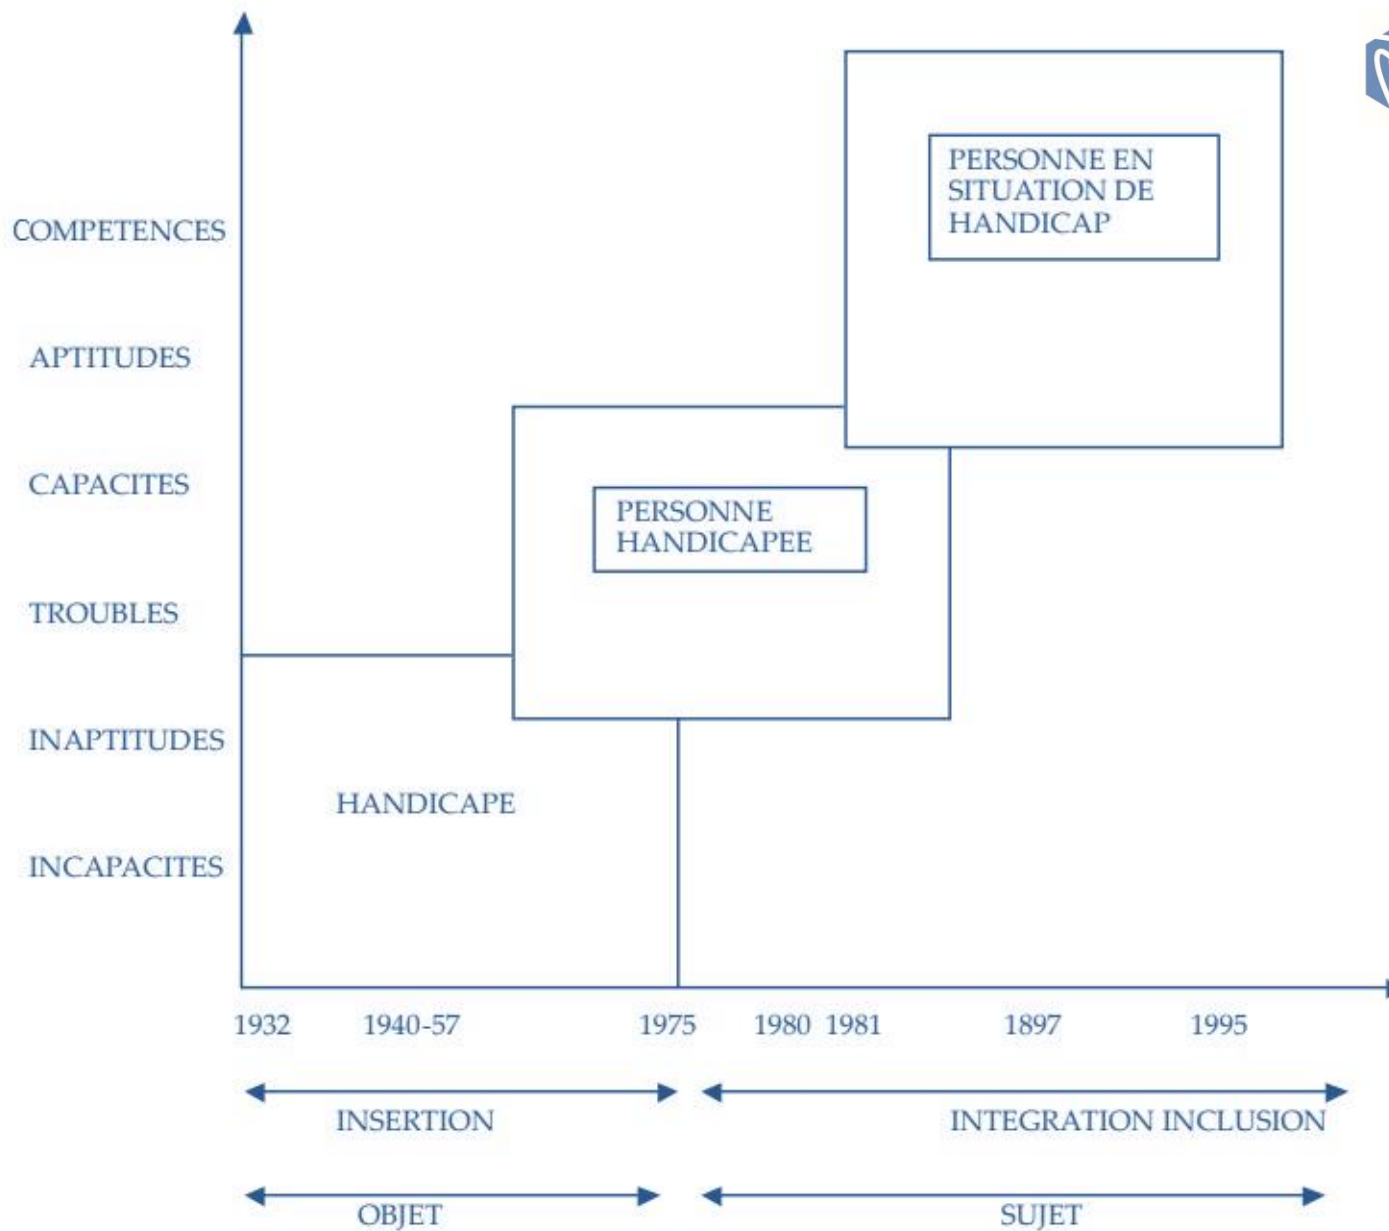 PERSONNE EN
SITUATION DE
HANDICAP
COMPETENCES
APTITUDES
CAPACITES
PERSONNE
HANDICAPEE
TROUBLES
INAPTITUDES
HANDICAPE
INCAPACITES
1932 1940-57 1975 1980 1981 1897 1995
INSERTION INTEGRATION INCLUSION
OBJET SUJET